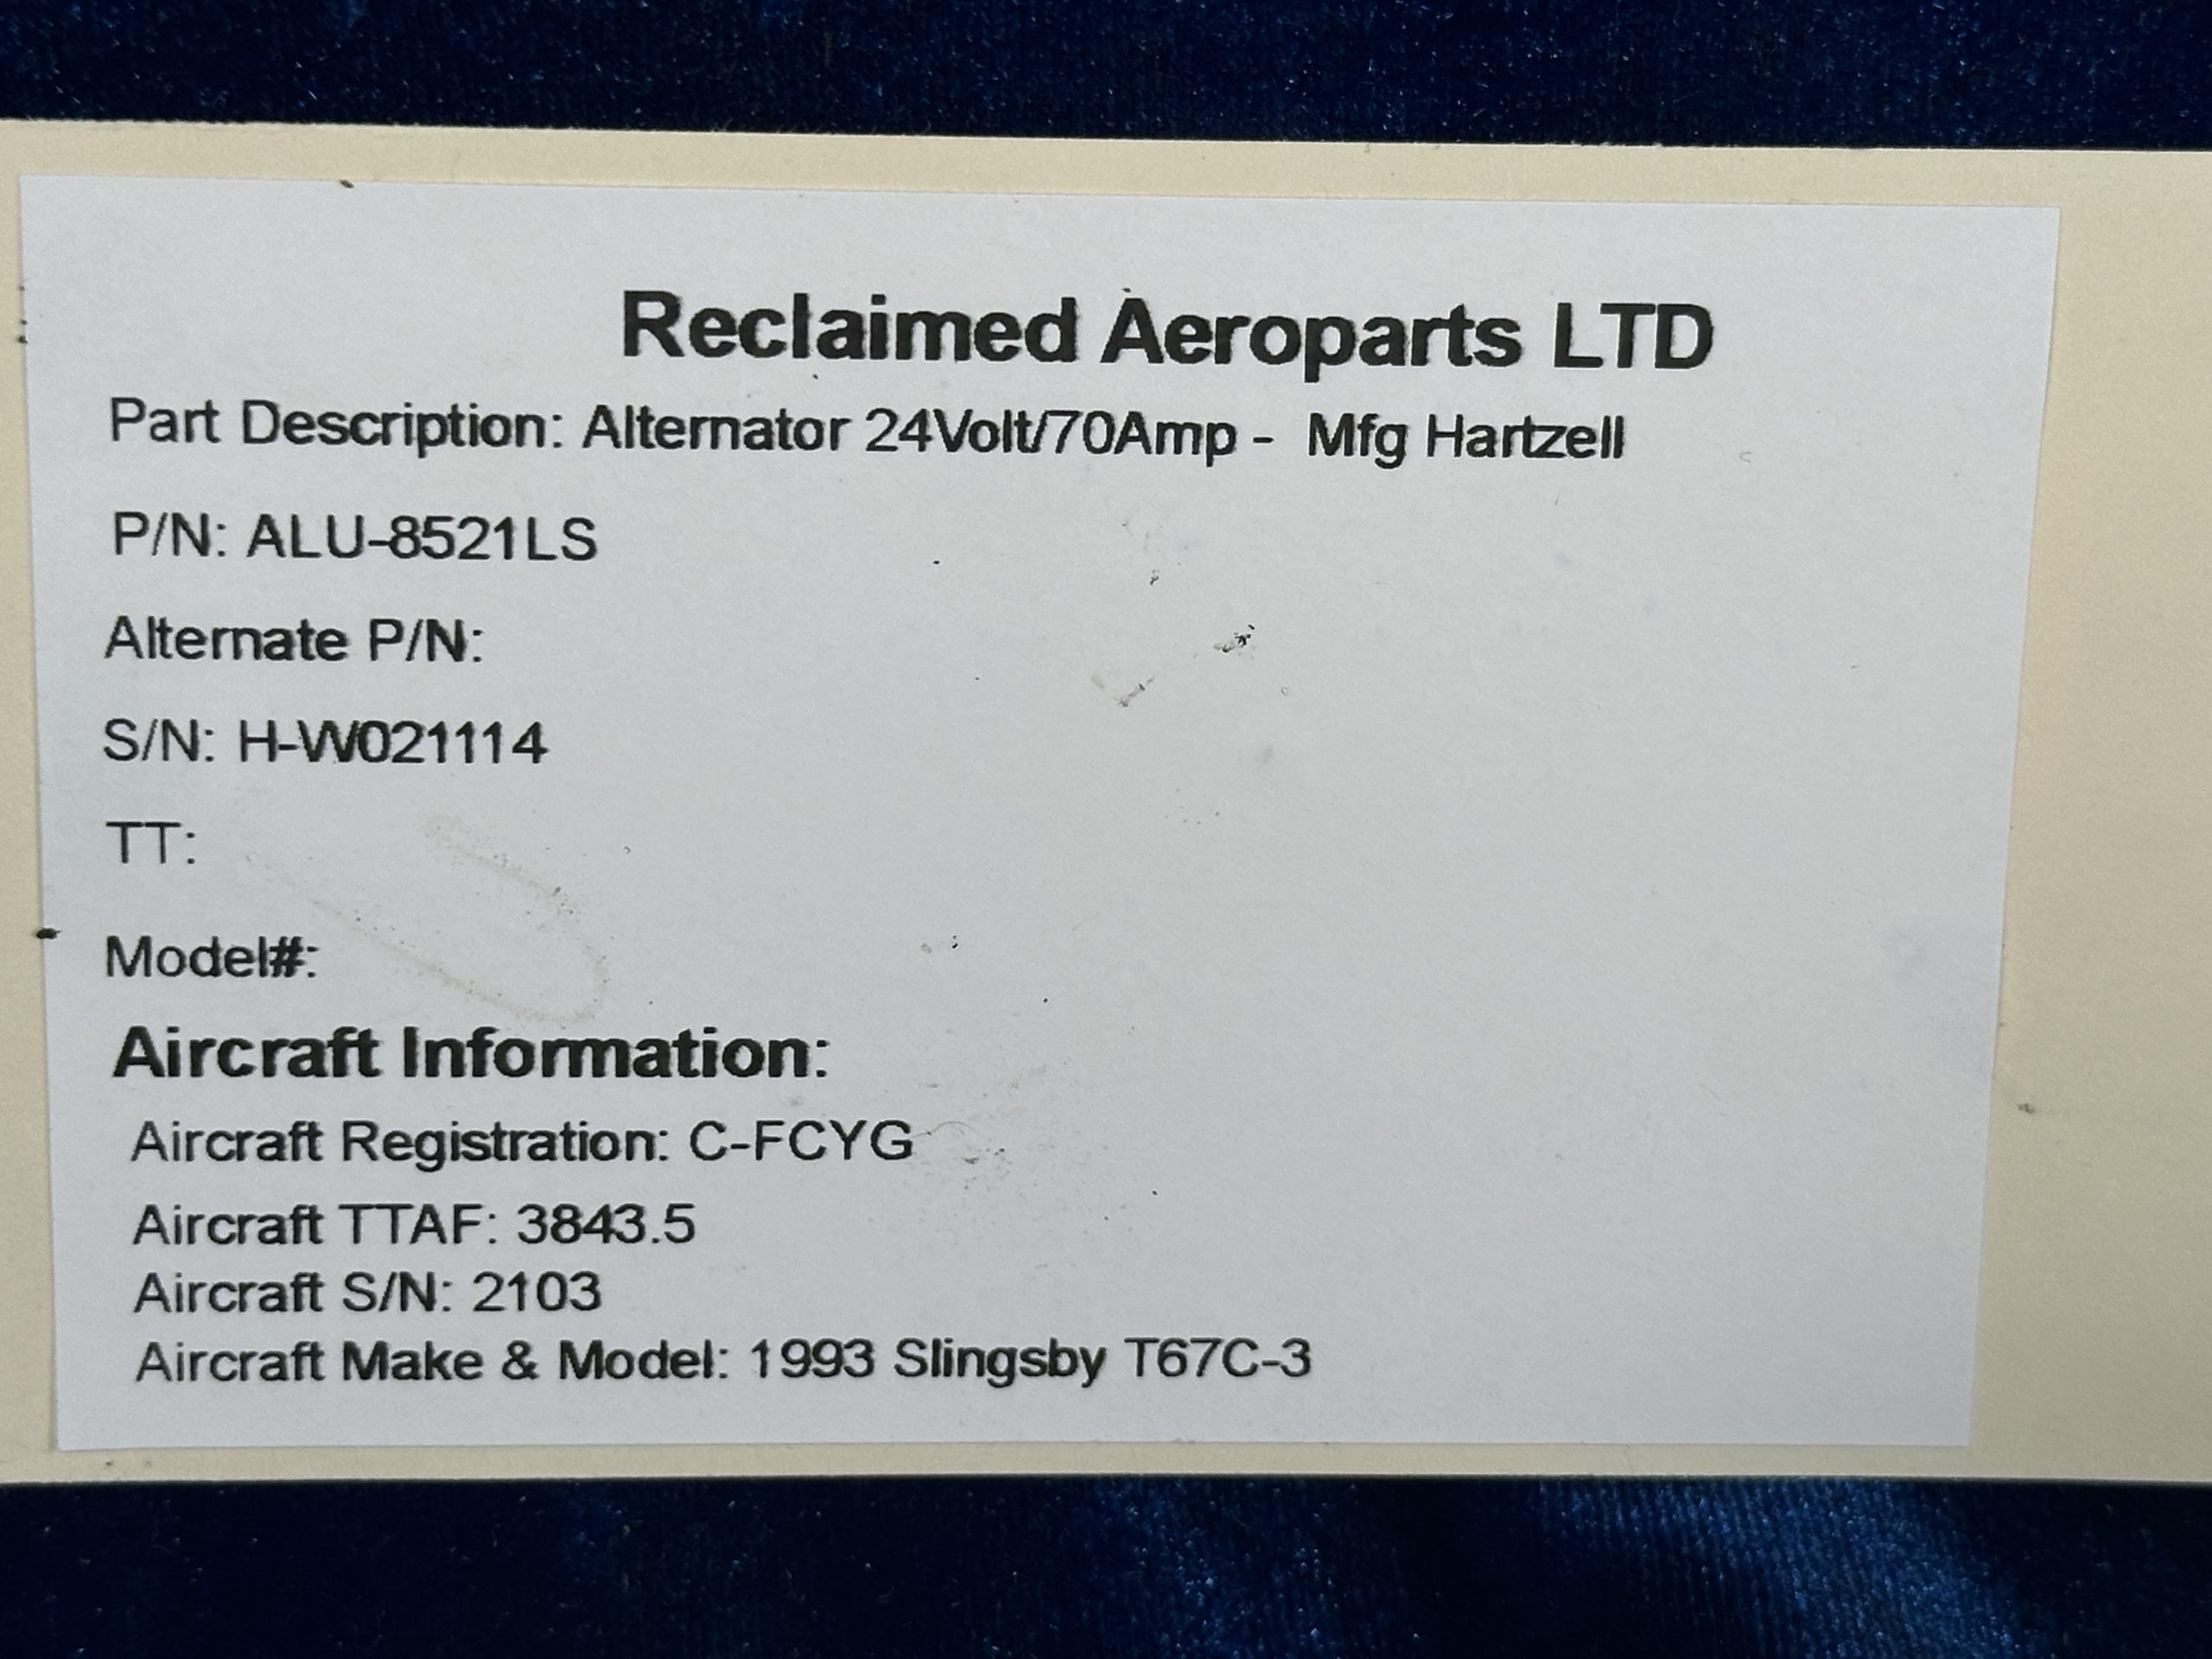 Reclaimed Aeroparts LTD
Part Description: Alternator 24Volt/70Amp -  Mfg Hartzell
P/N: ALU-8521LS
Alternate P/N:
S/N: H-W021114
TT:
Model#:
Aircraft Information:
Aircraft Registration: C-FCYG
Aircraft TTAF: 3843.5
Aircraft S/N: 2103
Aircraft Make & Model: 1993 Slingsby T67C-3